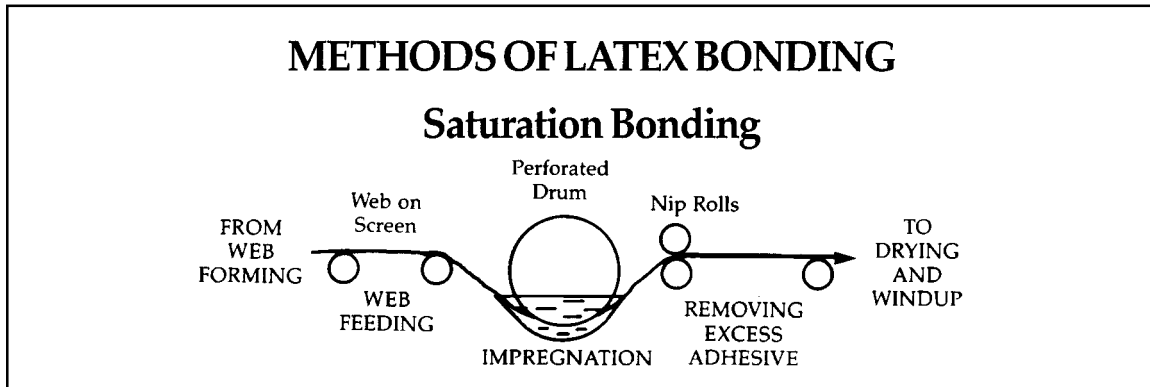 METHODS OF LATEX BONDING
Saturation Bonding
Perforated
Drum
Web on
Screen
Nip Rolls
FROM
WEB
FORMING
TO
DRYING
AND
WINDUP
WEB
FEEDING
IMPREGNATION
REMOVING
EXCESS
ADHESIVE